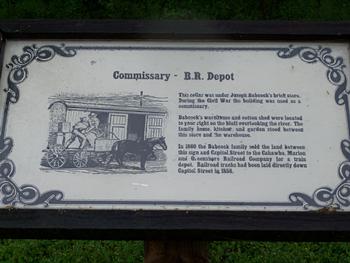 Commissary - R.R. Depot
This cellar was under Joseph Babcock's brick store.
During the Civil War the building was used as a
commissary.
Babcock's warehouse and cotton shed were located
to your right on the bluff overlooking the river. The
family home, kitchen, and garden stood between
this store and the warehouse.
In 1860 the Babcock family sold the land between
this sign and Capitol Street to the Cahawba, Marion
and Greensboro Railroad Company for a train
depot. Railroad tracks had been laid directly down
Capitol Street in 1858.